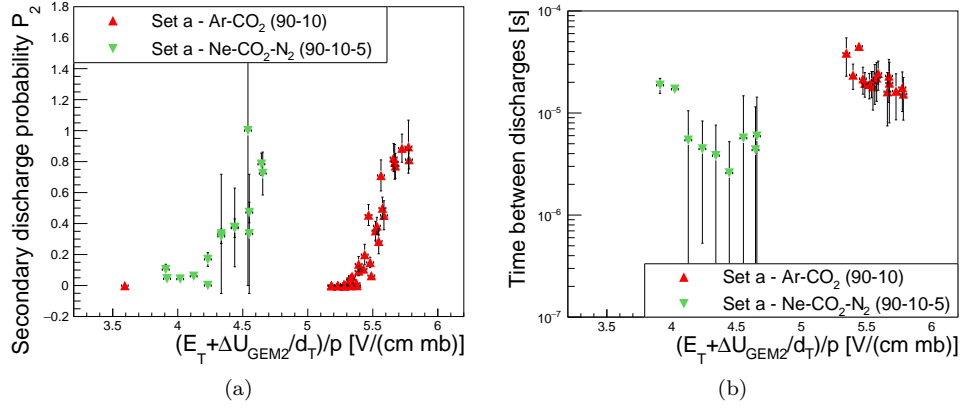 Secondary discharge probability P₂
1.8
1.6
1.4
1.2
1
0.8
0.6
0.4
0.2
0
−0.2
Set a - Ar-CO₂ (90-10)
Set a - Ne-CO₂-N₂ (90-10-5)
3.5 4 4.5 5 5.5 6
(E_T+ΔU_GEM2/d_T)/p [V/(cm mb)]
(a)
Time between discharges [s]
10⁻⁴
10⁻⁵
10⁻⁶
10⁻⁷
Set a - Ar-CO₂ (90-10)
Set a - Ne-CO₂-N₂ (90-10-5)
3.5 4 4.5 5 5.5 6
(E_T+ΔU_GEM2/d_T)/p [V/(cm mb)]
(b)